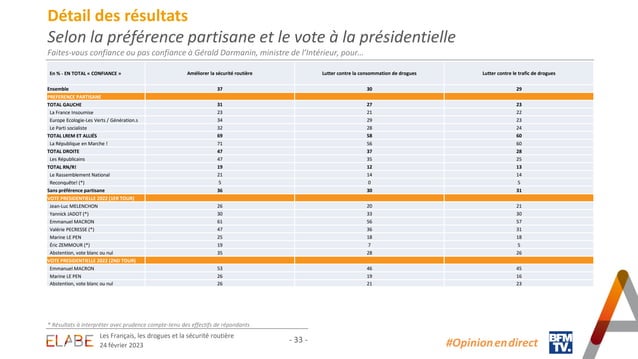 Détail des résultats
Selon la préférence partisane et le vote à la présidentielle
Faites-vous confiance ou pas confiance à Gérald Darmanin, ministre de l'Intérieur, pour...
En % - EN TOTAL « CONFIANCE » Améliorer la sécurité routière Lutter contre la consommation de drogues Lutter contre le trafic de drogues
Ensemble 37 30 29
PREFERENCE PARTISANE
TOTAL GAUCHE 31 27 23
La France Insoumise 23 21 22
Europe Ecologie-Les Verts / Génération.s 34 29 23
Le Parti socialiste 32 28 24
TOTAL LREM ET ALLIÉS 69 58 60
La République en Marche ! 71 56 60
TOTAL DROITE 47 37 28
Les Républicains 47 35 25
TOTAL RN/R! 19 12 13
Le Rassemblement National 21 14 14
Reconquête! (*) 5 0 5
Sans préférence partisane 36 30 31
VOTE PRESIDENTIELLE 2022 (1ER TOUR)
Jean-Luc MELENCHON 26 20 21
Yannick JADOT (*) 30 33 30
Emmanuel MACRON 61 56 57
Valérie PECRESSE (*) 47 36 31
Marine LE PEN 25 18 18
Éric ZEMMOUR (*) 19 7 5
Abstention, vote blanc ou nul 35 28 26
VOTE PRESIDENTIELLE 2022 (2ND TOUR)
Emmanuel MACRON 53 46 45
Marine LE PEN 26 19 16
Abstention, vote blanc ou nul 26 21 23
* Résultats à interpréter avec prudence compte-tenu des effectifs de répondants
ELABE
Les Français, les drogues et la sécurité routière
24 février 2023
- 33 -
#Opinion en direct
BFM
TV.